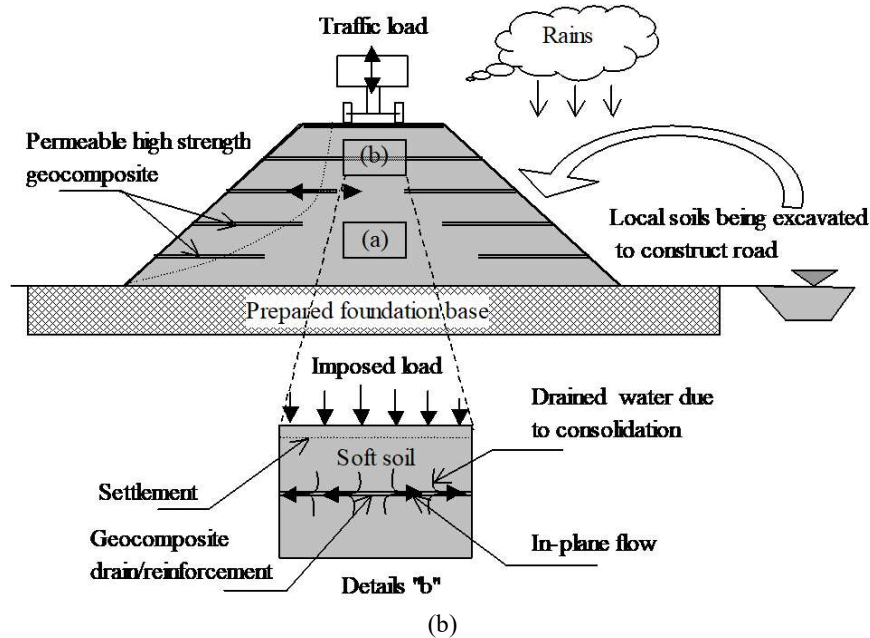 Traffic load
Rains
Permeable high strength
geocomposite
(b)
(a)
Local soils being excavated
to construct road
Prepared foundation base
Imposed load
Drained water due
to consolidation
Soft soil
Settlement
Geocomposite
drain/reinforcement
In-plane flow
Details "b"
(b)